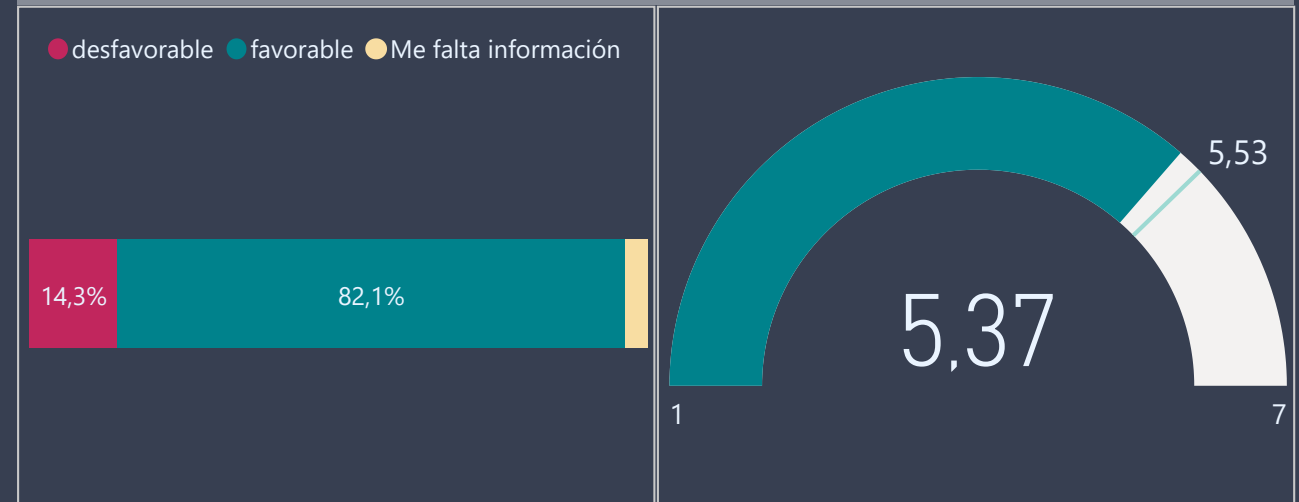 desfavorable favorable Me falta información
14,3% 82,1%
5,53
5,37
1 7